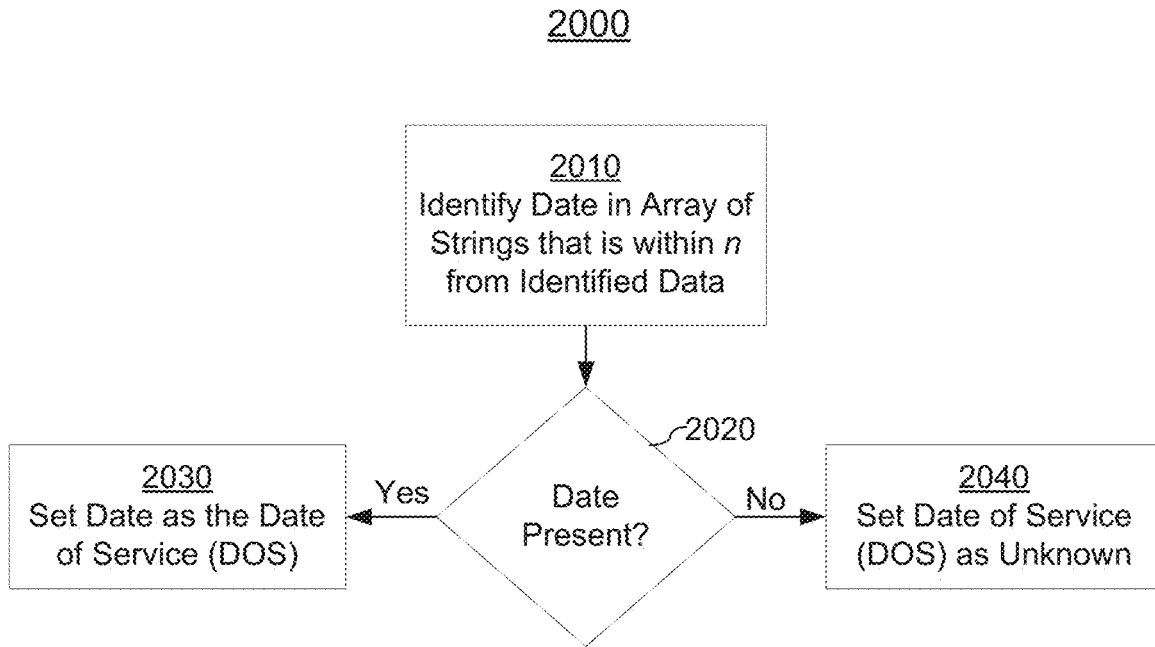 2000
2010
Identify Date in Array of
Strings that is within n
from Identified Data
2020
2030
Set Date as the Date
of Service (DOS)
Yes
Date
Present?
No
2040
Set Date of Service
(DOS) as Unknown